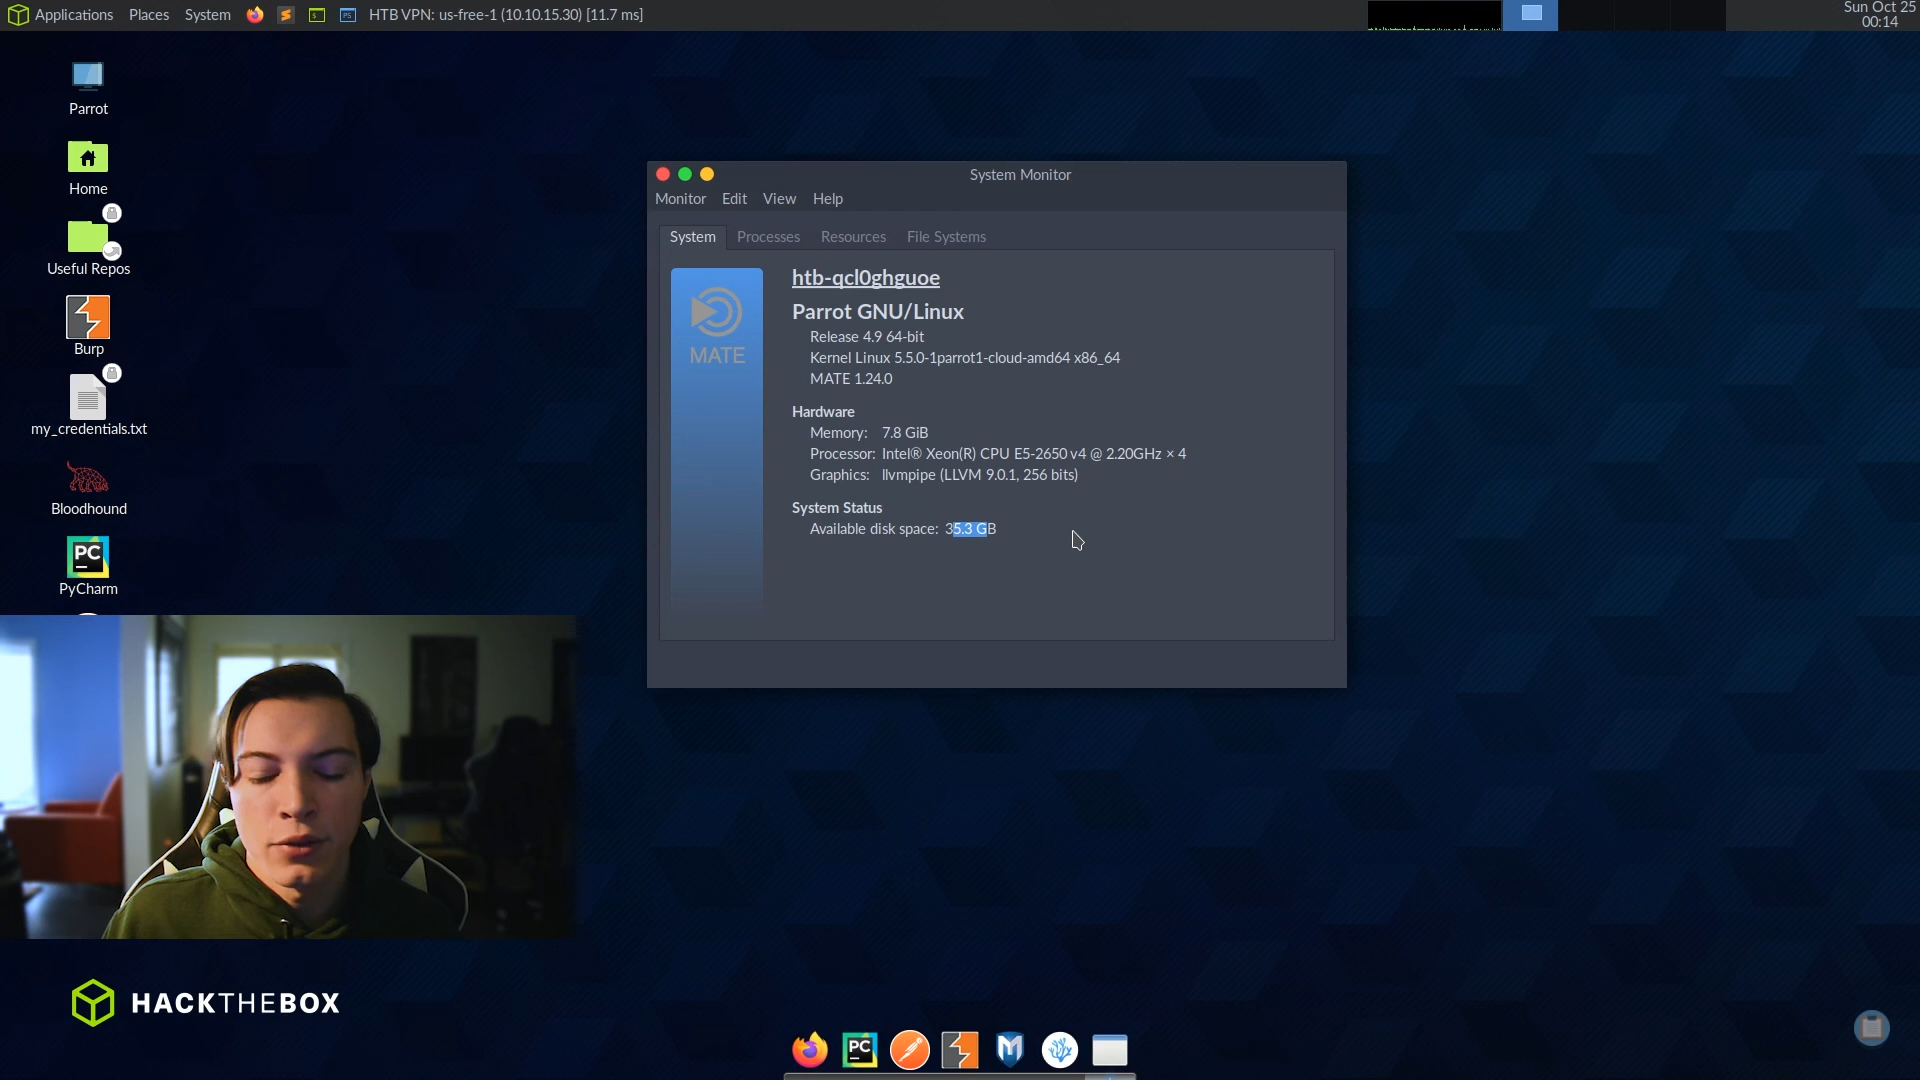 Applications Places System HTB VPN: us-free-1 (10.10.15.30) [11.7 ms]
Sun Oct 25
00:14
Parrot
Home
Useful Repos
Burp
my_credentials.txt
Bloodhound
PC
PyCharm
System Monitor
Monitor Edit View Help
System Processes Resources File Systems
MATE
htb-qcl0ghguoe
Parrot GNU/Linux
Release 4.9 64-bit
Kernel Linux 5.5.0-1parrot1-cloud-amd64 x86_64
MATE 1.24.0
Hardware
Memory: 7.8 GiB
Processor: Intel® Xeon(R) CPU E5-2650 v4 @ 2.20GHz × 4
Graphics: llvmpipe (LLVM 9.0.1, 256 bits)
System Status
Available disk space: 35.3 GB
HACKTHEBOX
PC